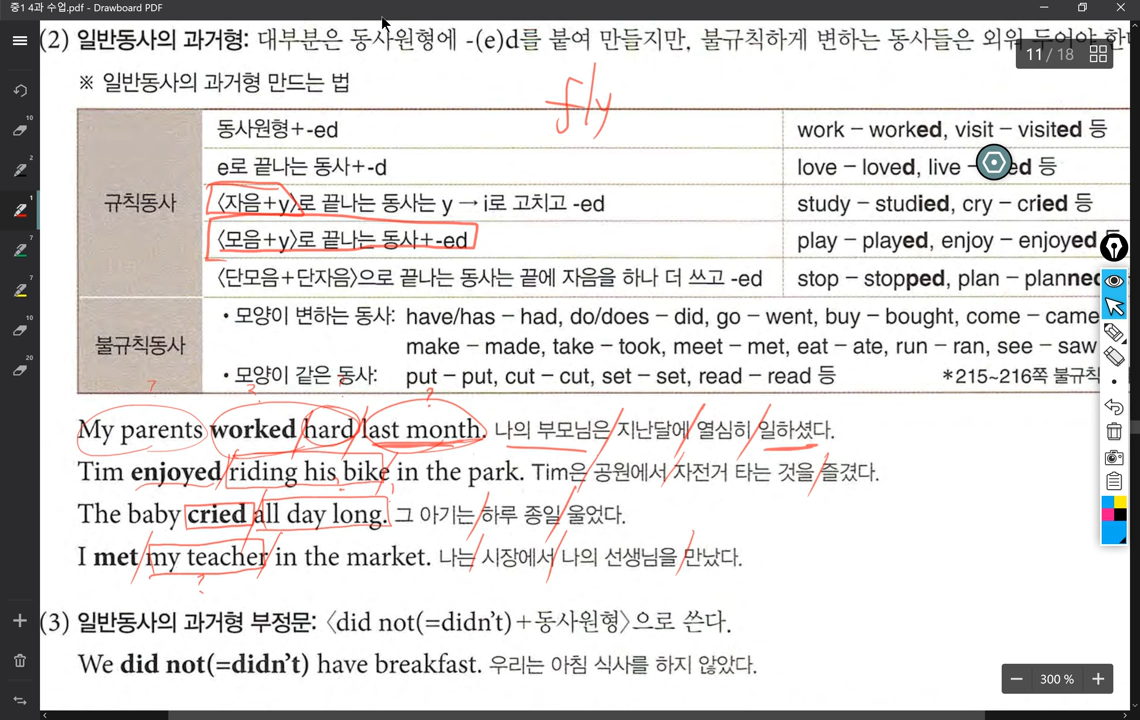 중1 4과 수업.pdf - Drawboard PDF
(2) 일반동사의 과거형: 대부분은 동사원형에 -(e)d를 붙여 만들지만, 불규칙하게 변하는 동사들은 외워 두어야 한다
11 / 18
※ 일반동사의 과거형 만드는 법
fly
규칙동사
동사원형+-ed
work – worked, visit – visited 등
e로 끝나는 동사+-d
love – loved, live – ed 등
〈자음+y〉로 끝나는 동사는 y → i로 고치고 -ed
study – studied, cry – cried 등
〈모음+y〉로 끝나는 동사+-ed
play – played, enjoy – enjoyed 등
〈단모음+단자음〉으로 끝나는 동사는 끝에 자음을 하나 더 쓰고 -ed
stop – stopped, plan – planned
불규칙동사
• 모양이 변하는 동사: have/has – had, do/does – did, go – went, buy – bought, come – came
make – made, take – took, meet – met, eat – ate, run – ran, see – saw
• 모양이 같은 동사: put – put, cut – cut, set – set, read – read 등
*215~216쪽 불규칙
My parents worked hard last month. 나의 부모님은 지난달에 열심히 일하셨다.
Tim enjoyed riding his bike in the park. Tim은 공원에서 자전거 타는 것을 즐겼다.
The baby cried all day long. 그 아기는 하루 종일 울었다.
I met my teacher in the market. 나는 시장에서 나의 선생님을 만났다.
(3) 일반동사의 과거형 부정문: 〈did not(=didn't)+동사원형〉으로 쓴다.
We did not(=didn't) have breakfast. 우리는 아침 식사를 하지 않았다.
300 %
10
2
1
7
7
10
20